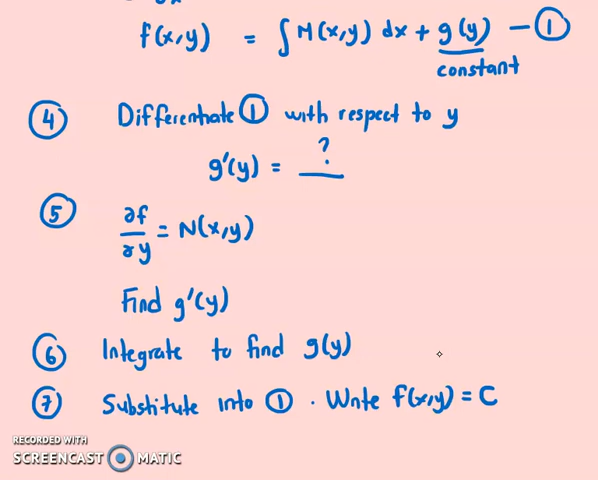 f(x,y) = ∫M(x,y) dx + g(y) — ①
constant
④ Differentiate ① with respect to y
?
g'(y) = __
⑤ ∂f/∂y = N(x,y)
Find g'(y)
⑥ Integrate to find g(y)
⑦ Substitute into ① . Write f(x,y) = C
RECORDED WITH
SCREENCAST MATIC